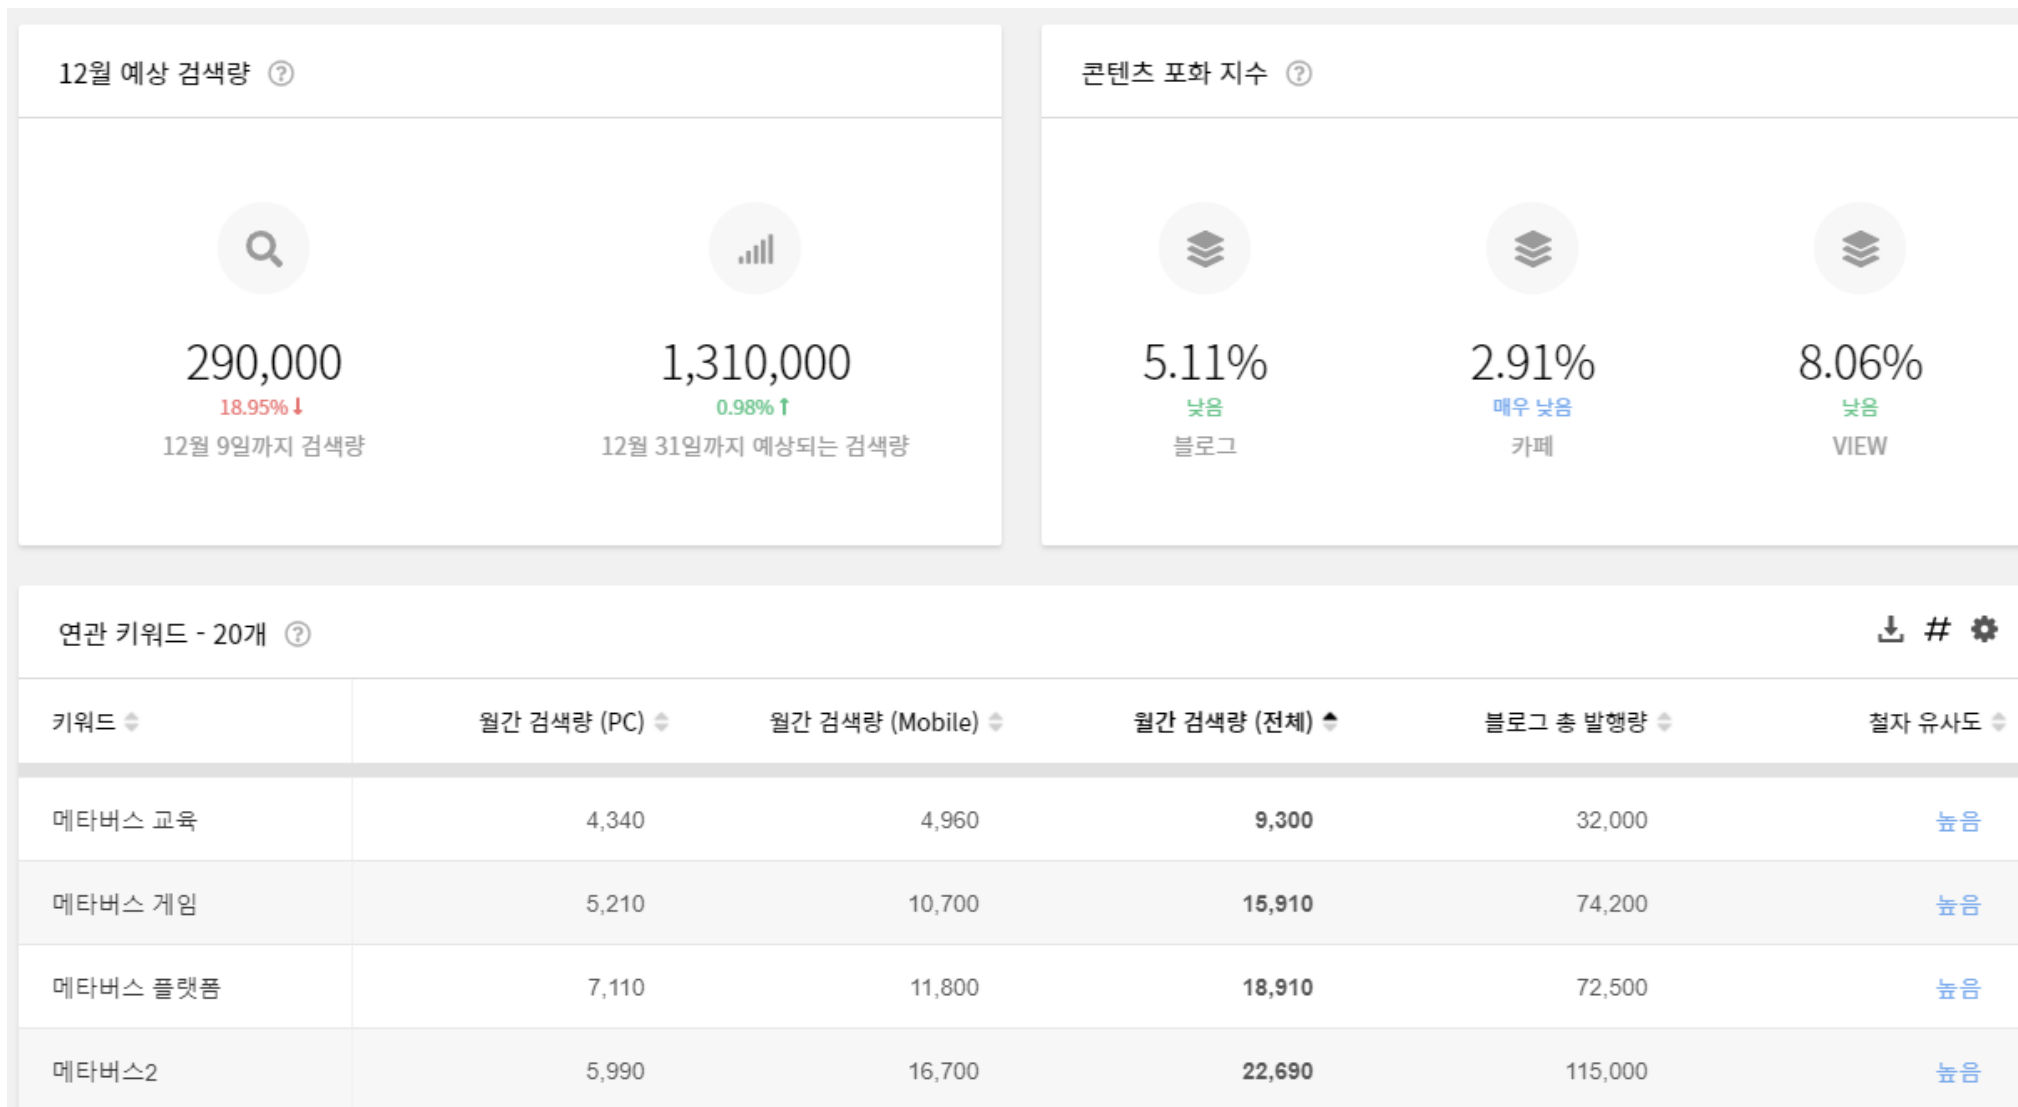 12월 예상 검색량
콘텐츠 포화 지수
290,000
18.95%
12월 9일까지 검색량
1,310,000
0.98%
12월 31일까지 예상되는 검색량
5.11%
낮음
블로그
2.91%
매우 낮음
카페
8.06%
낮음
VIEW
연관 키워드 - 20개
#
키워드 월간 검색량 (PC) 월간 검색량 (Mobile) 월간 검색량 (전체) 블로그 총 발행량 철자 유사도
메타버스 교육 4,340 4,960 9,300 32,000 높음
메타버스 게임 5,210 10,700 15,910 74,200 높음
메타버스 플랫폼 7,110 11,800 18,910 72,500 높음
메타버스2 5,990 16,700 22,690 115,000 높음